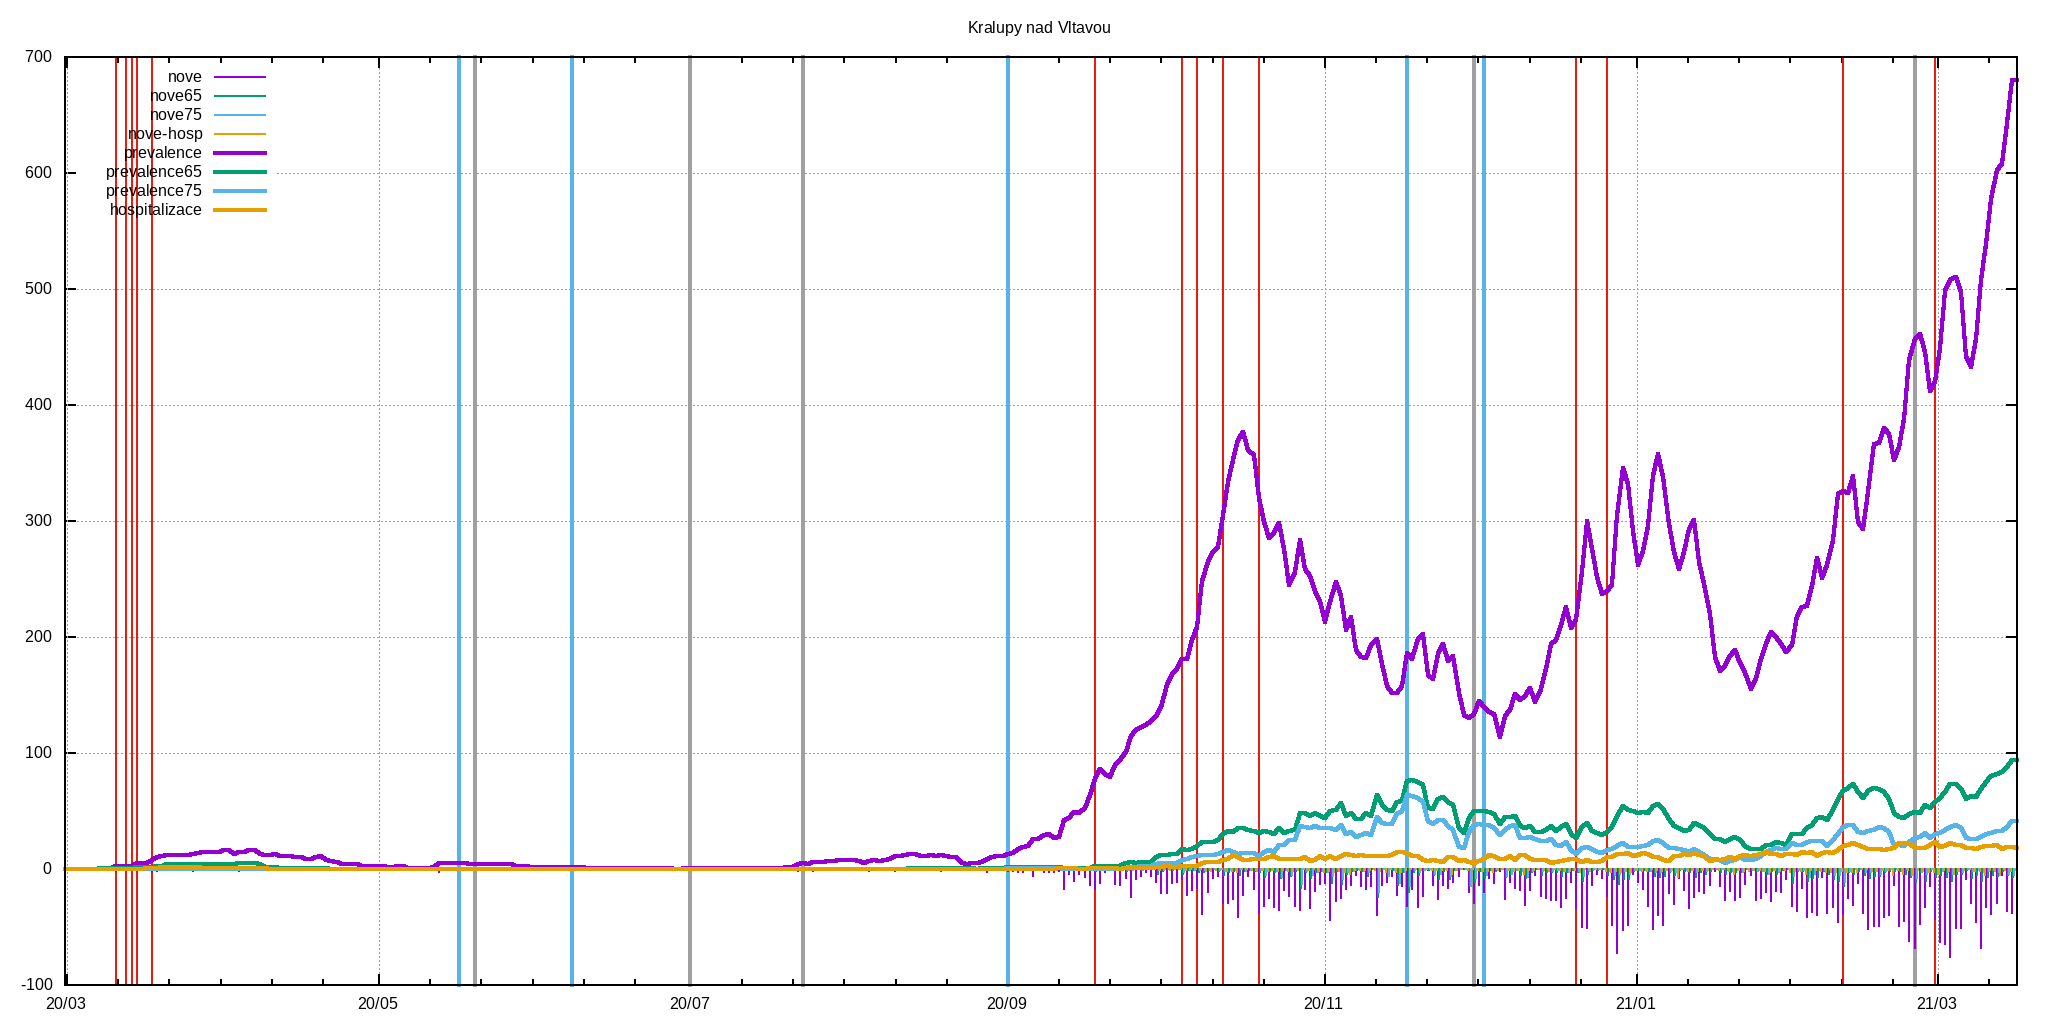 Kralupy nad Vltavou
700
600
500
400
300
200
100
0
-100
nove
nove65
nove75
nove-hosp
prevalence
prevalence65
prevalence75
hospitalizace
20/03 20/05 20/07 20/09 20/11 21/01 21/03